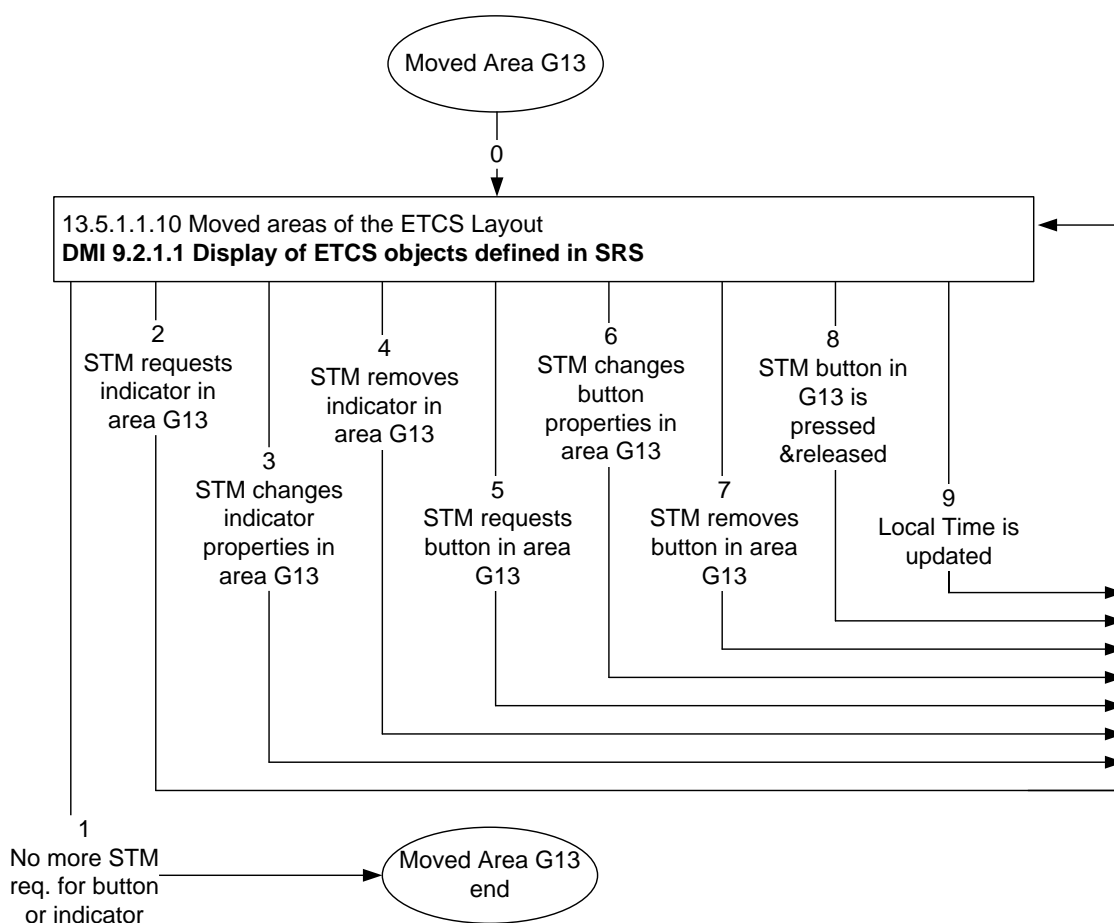 Moved Area G13
0
13.5.1.1.10 Moved areas of the ETCS Layout
DMI 9.2.1.1 Display of ETCS objects defined in SRS
2
STM requests
indicator in
area G13
3
STM changes
indicator
properties in
area G13
4
STM removes
indicator in
area G13
5
STM requests
button in area
G13
6
STM changes
button
properties in
area G13
7
STM removes
button in area
G13
8
STM button in
G13 is
pressed
&released
9
Local Time is
updated
1
No more STM
req. for button
or indicator
Moved Area G13
end